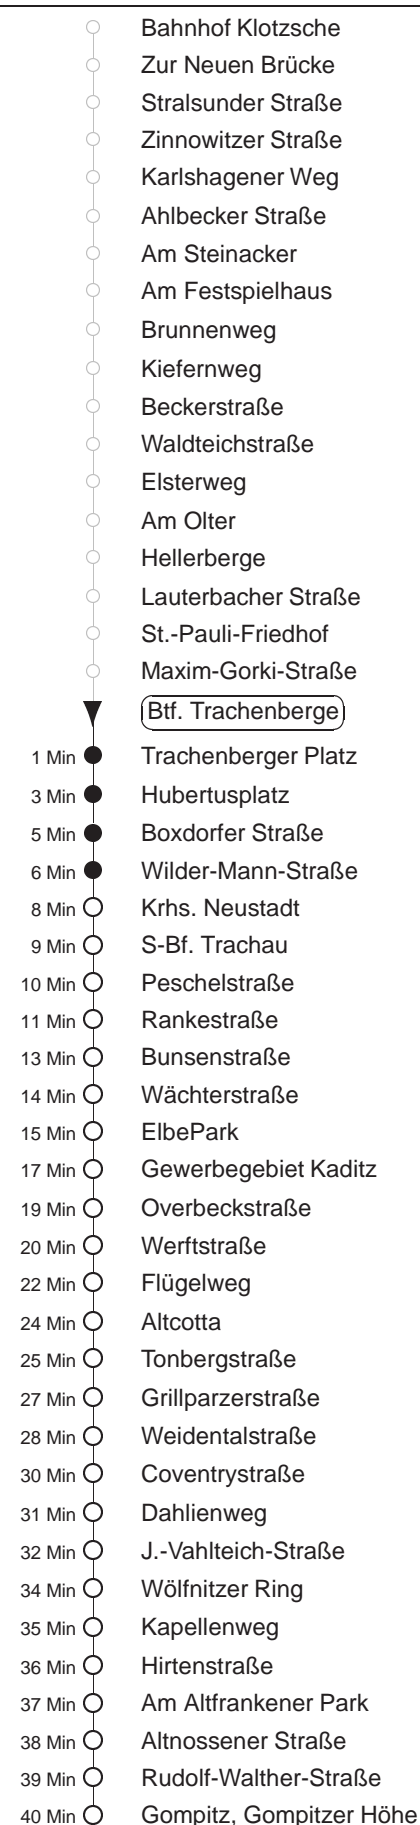 Bahnhof Klotzsche
Zur Neuen Brücke
Stralsunder Straße
Zinnowitzer Straße
Karlshagener Weg
Ahlbecker Straße
Am Steinacker
Am Festspielhaus
Brunnenweg
Kiefernweg
Beckerstraße
Waldteichstraße
Elsterweg
Am Olter
Hellerberge
Lauterbacher Straße
St.-Pauli-Friedhof
Maxim-Gorki-Straße
Btf. Trachenberge
1 Min Trachenberger Platz
3 Min Hubertusplatz
5 Min Boxdorfer Straße
6 Min Wilder-Mann-Straße
8 Min Krhs. Neustadt
9 Min S-Bf. Trachau
10 Min Peschelstraße
11 Min Rankestraße
13 Min Bunsenstraße
14 Min Wächterstraße
15 Min ElbePark
17 Min Gewerbegebiet Kaditz
19 Min Overbeckstraße
20 Min Werftstraße
22 Min Flügelweg
24 Min Altcotta
25 Min Tonbergstraße
27 Min Grillparzerstraße
28 Min Weidentalstraße
30 Min Coventrystraße
31 Min Dahlienweg
32 Min J.-Vahlteich-Straße
34 Min Wölfnitzer Ring
35 Min Kapellenweg
36 Min Hirtenstraße
37 Min Am Altfrankener Park
38 Min Altnossener Straße
39 Min Rudolf-Walther-Straße
40 Min Gompitz, Gompitzer Höhe